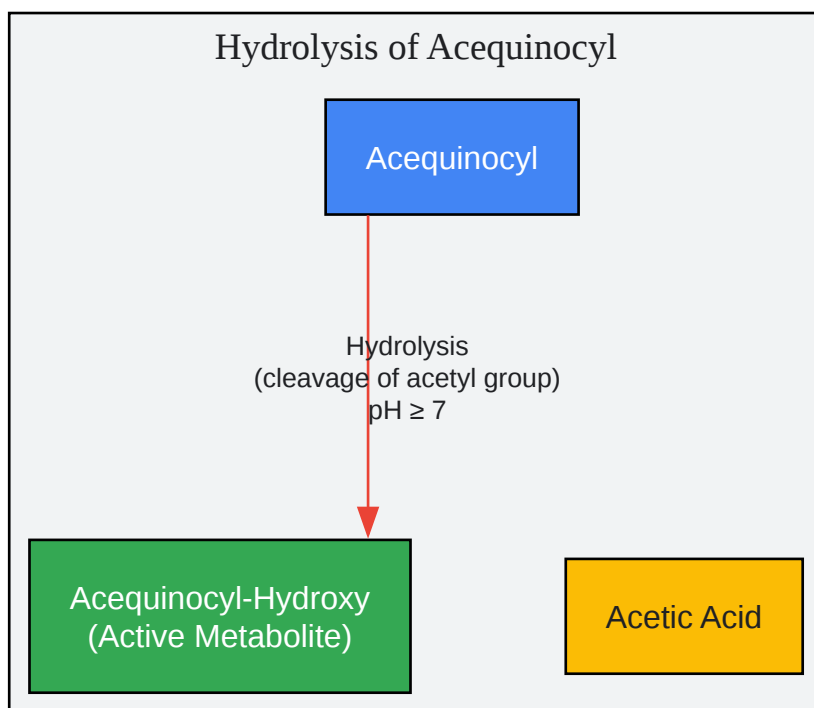 Hydrolysis of Acequinocyl
Acequinocyl
Hydrolysis
(cleavage of acetyl group)
pH ≥ 7
Acequinocyl-Hydroxy
(Active Metabolite)
Acetic Acid